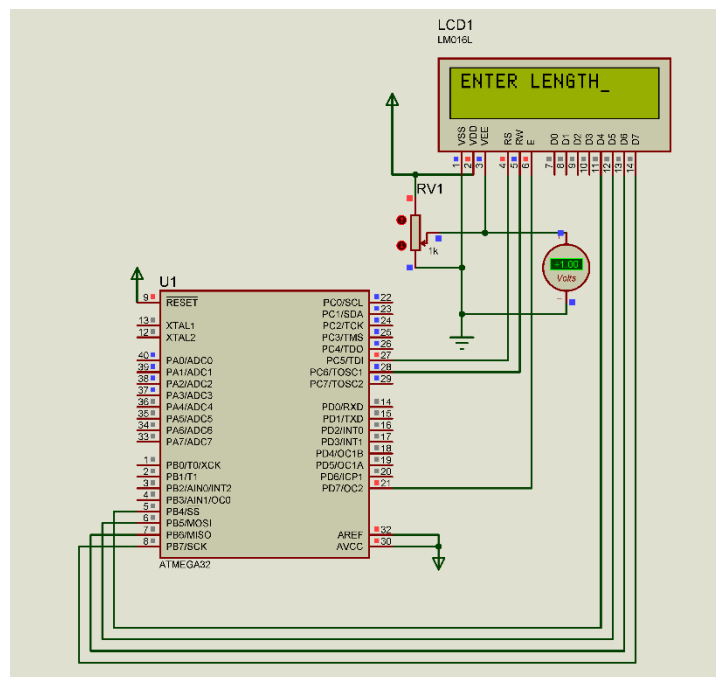 LCD1
LM016L
ENTER LENGTH_
VSS VDD VEE RS RW E D0 D1 D2 D3 D4 D5 D6 D7
1 2 3 4 5 6 7 8 9 10 11 12 13 14
RV1
1k
+1.00
Volts
U1
9 RESET PC0/SCL 22
PC1/SDA 23
13 XTAL1 PC2/TCK 24
12 XTAL2 PC3/TMS 25
PC4/TDO 26
40 PA0/ADC0 PC5/TDI 27
39 PA1/ADC1 PC6/TOSC1 28
38 PA2/ADC2 PC7/TOSC2 29
37 PA3/ADC3
36 PA4/ADC4 PD0/RXD 14
35 PA5/ADC5 PD1/TXD 15
34 PA6/ADC6 PD2/INT0 16
33 PA7/ADC7 PD3/INT1 17
PD4/OC1B 18
1 PB0/T0/XCK PD5/OC1A 19
2 PB1/T1 PD6/ICP1 20
3 PB2/AIN0/INT2 PD7/OC2 21
4 PB3/AIN1/OC0
5 PB4/SS
6 PB5/MOSI
7 PB6/MISO AREF 32
8 PB7/SCK AVCC 30
ATMEGA32